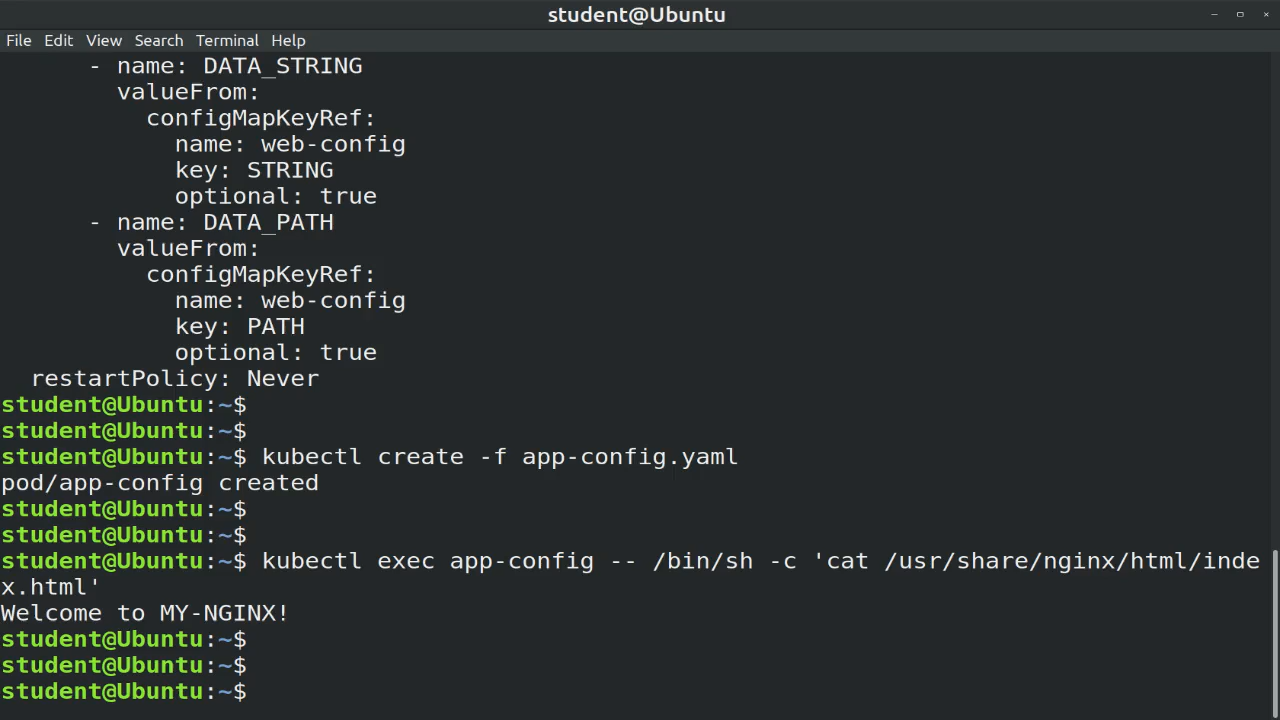 student@Ubuntu
File Edit View Search Terminal Help
      - name: DATA_STRING
        valueFrom:
          configMapKeyRef:
            name: web-config
            key: STRING
            optional: true
      - name: DATA_PATH
        valueFrom:
          configMapKeyRef:
            name: web-config
            key: PATH
            optional: true
  restartPolicy: Never
student@Ubuntu:~$
student@Ubuntu:~$
student@Ubuntu:~$ kubectl create -f app-config.yaml
pod/app-config created
student@Ubuntu:~$
student@Ubuntu:~$
student@Ubuntu:~$ kubectl exec app-config -- /bin/sh -c 'cat /usr/share/nginx/html/inde
x.html'
Welcome to MY-NGINX!
student@Ubuntu:~$
student@Ubuntu:~$
student@Ubuntu:~$